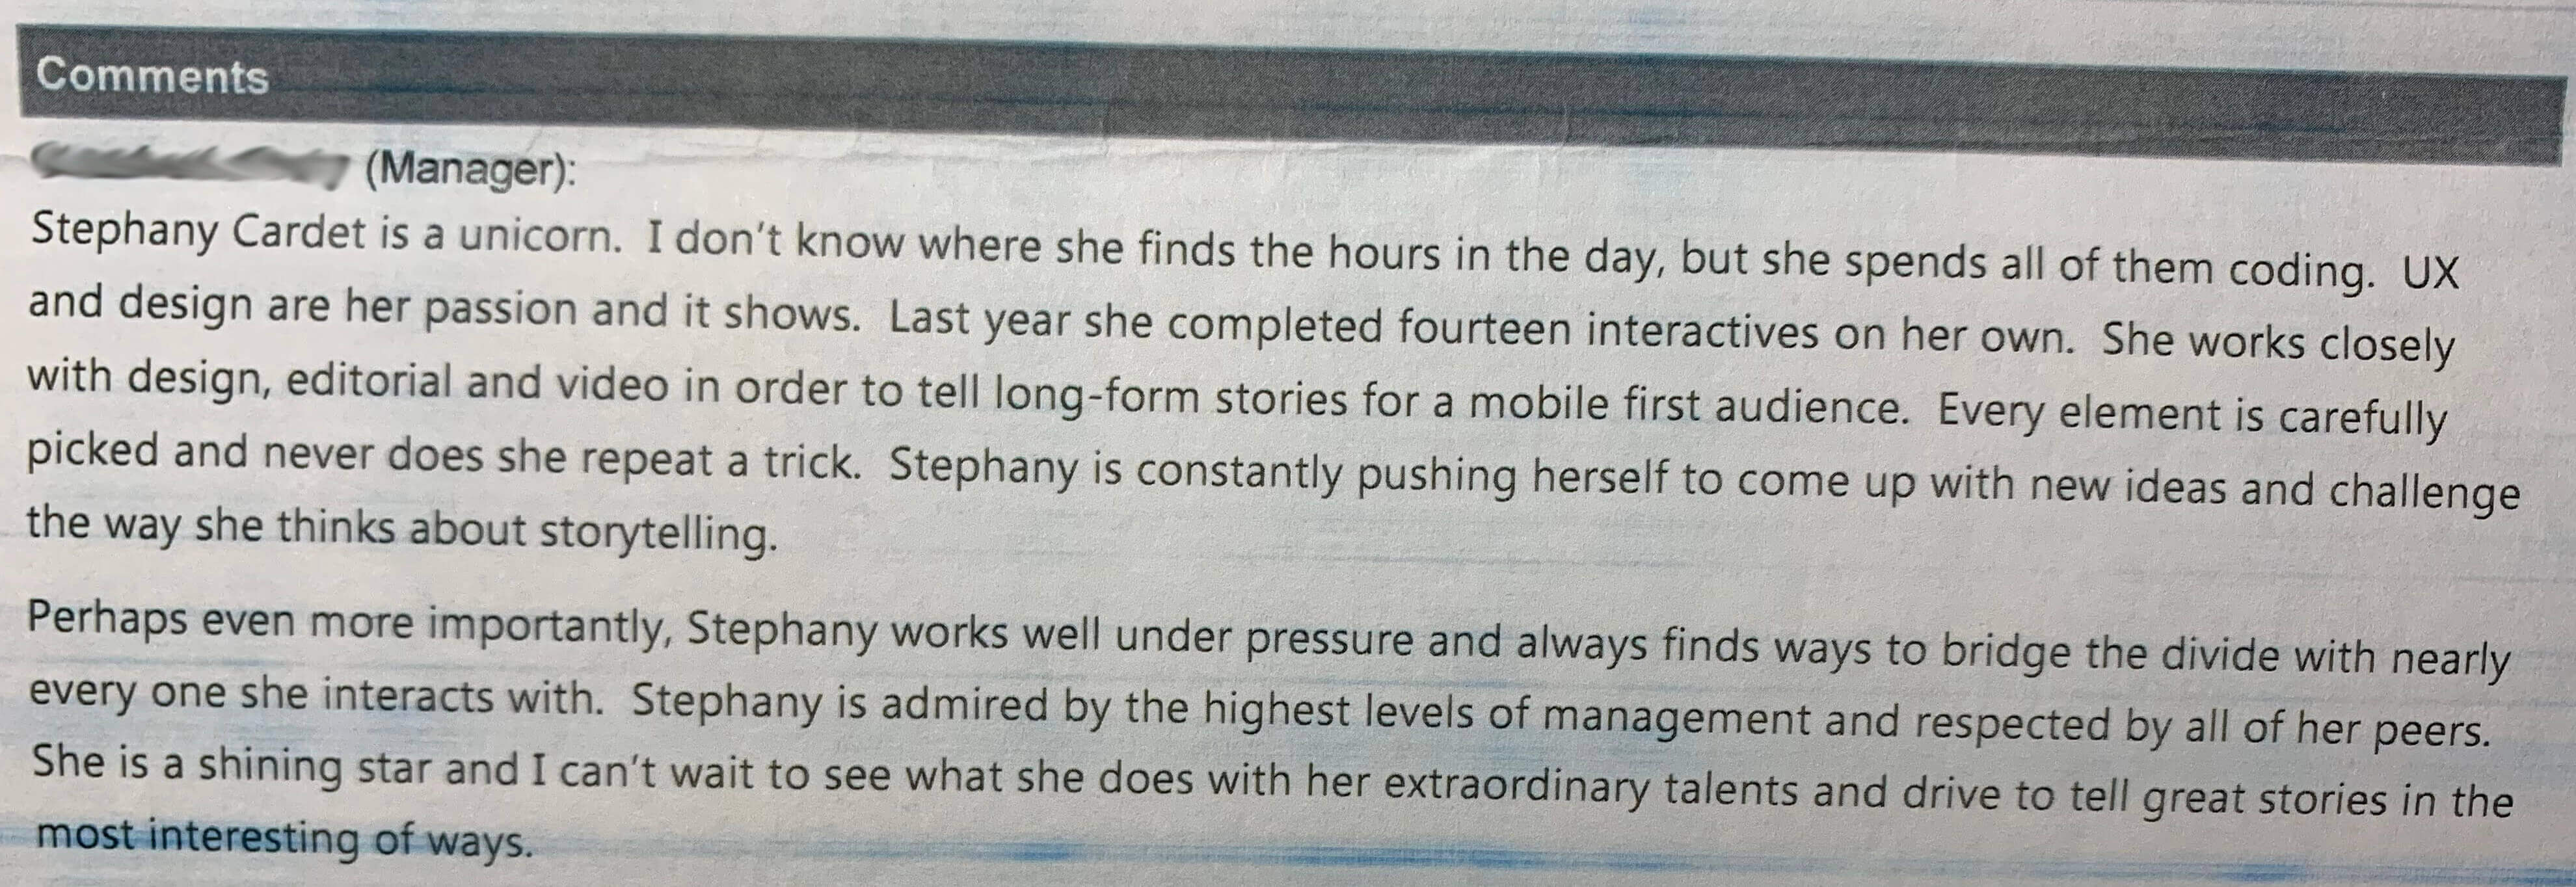 Comments
(Manager):
Stephany Cardet is a unicorn.  I don't know where she finds the hours in the day, but she spends all of them coding.  UX
and design are her passion and it shows.  Last year she completed fourteen interactives on her own.  She works closely
with design, editorial and video in order to tell long-form stories for a mobile first audience.  Every element is carefully
picked and never does she repeat a trick.  Stephany is constantly pushing herself to come up with new ideas and challenge
the way she thinks about storytelling.
Perhaps even more importantly, Stephany works well under pressure and always finds ways to bridge the divide with nearly
every one she interacts with.  Stephany is admired by the highest levels of management and respected by all of her peers.
She is a shining star and I can't wait to see what she does with her extraordinary talents and drive to tell great stories in the
most interesting of ways.